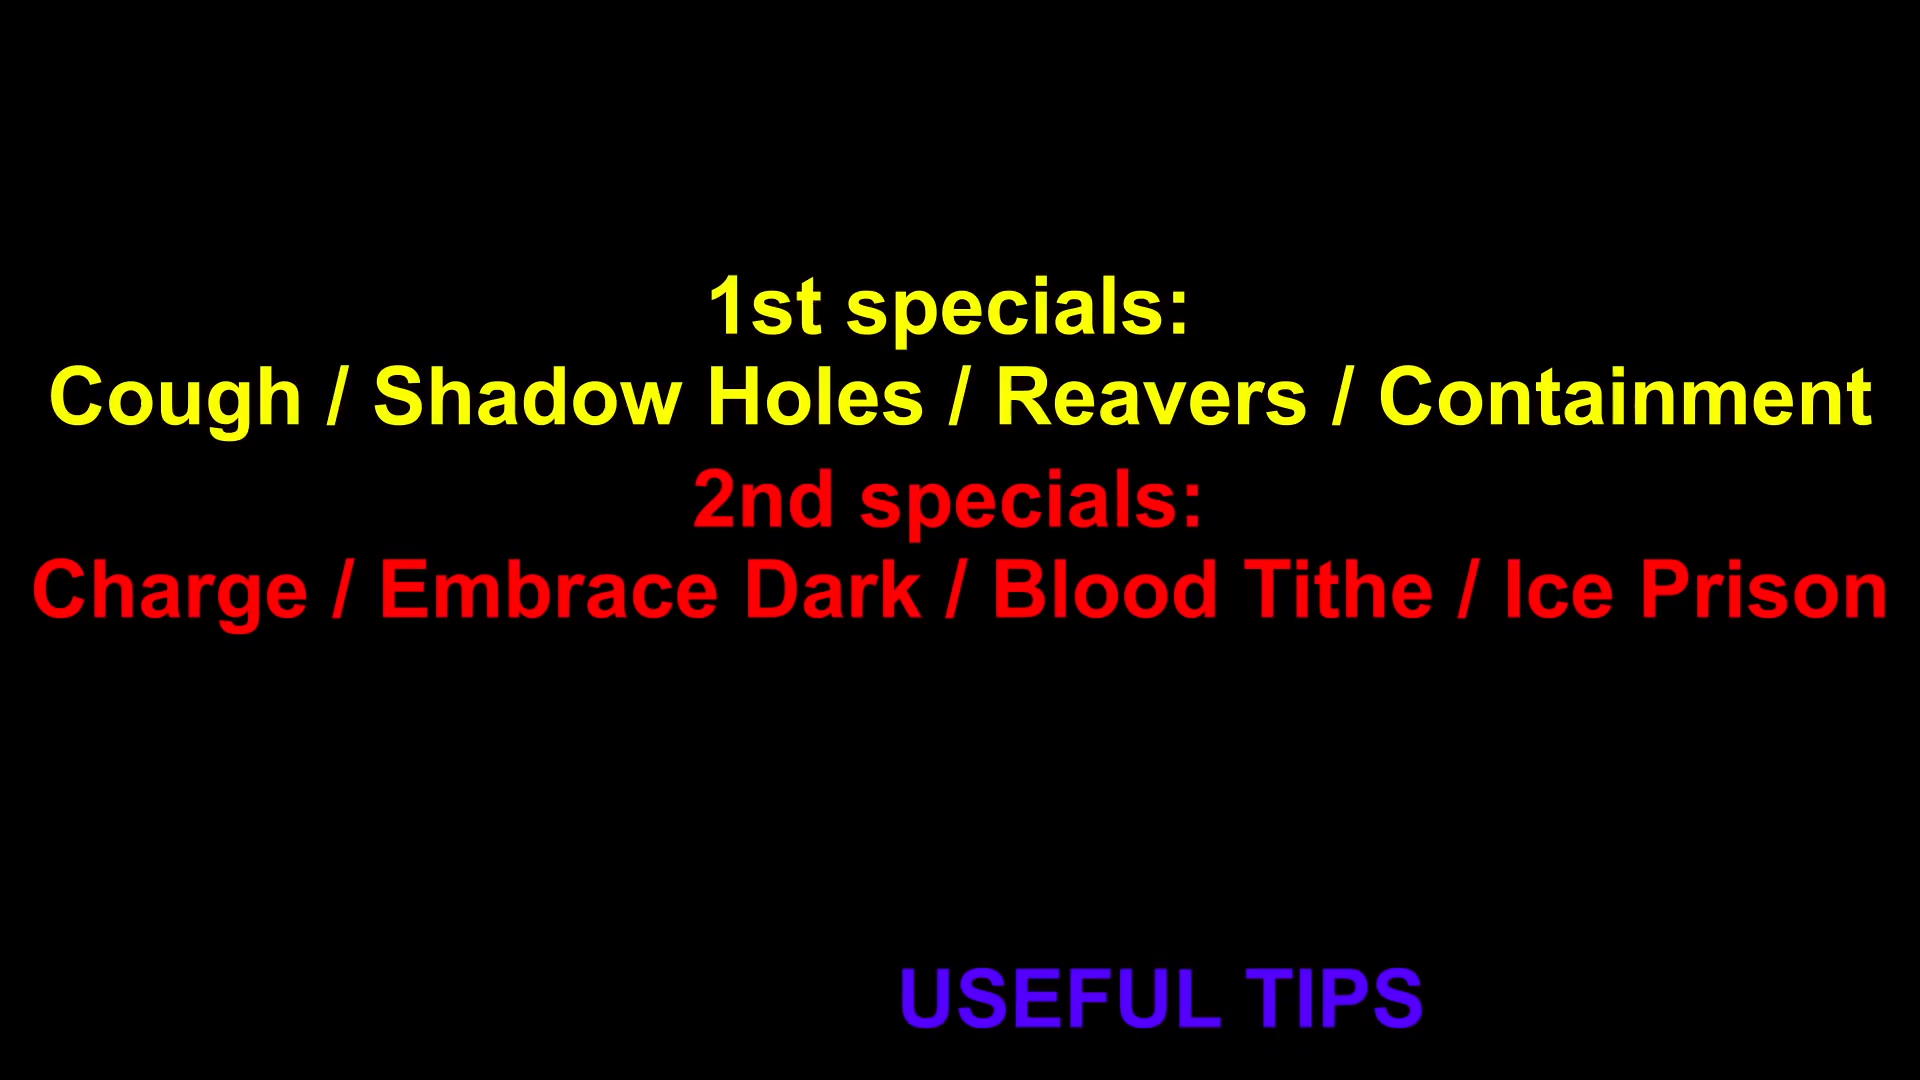 1st specials:
Cough / Shadow Holes / Reavers / Containment
2nd specials:
Charge / Embrace Dark / Blood Tithe / Ice Prison
USEFUL TIPS